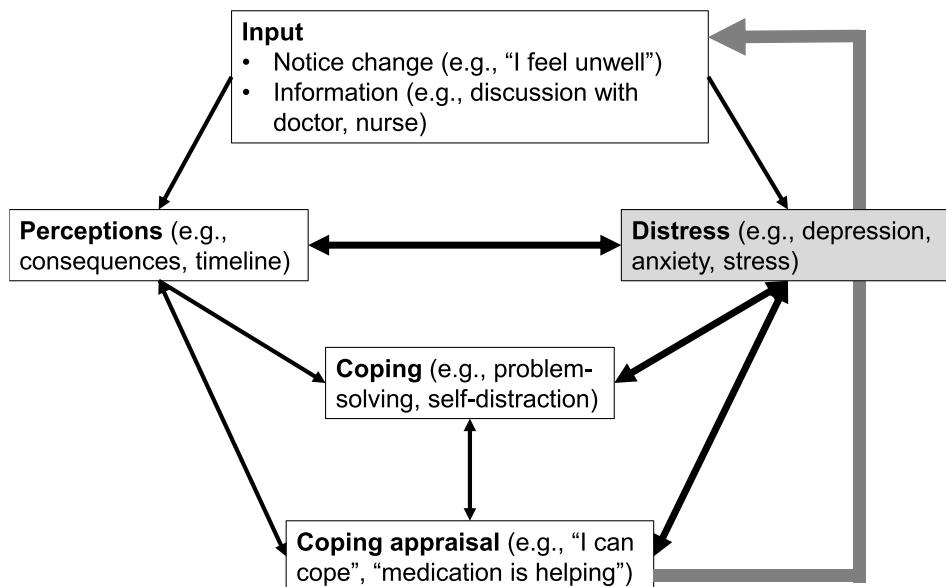 Input
• Notice change (e.g., “I feel unwell”)
• Information (e.g., discussion with
doctor, nurse)
Perceptions (e.g.,
consequences, timeline)
Distress (e.g., depression,
anxiety, stress)
Coping (e.g., problem-
solving, self-distraction)
Coping appraisal (e.g., “I can
cope”, “medication is helping”)